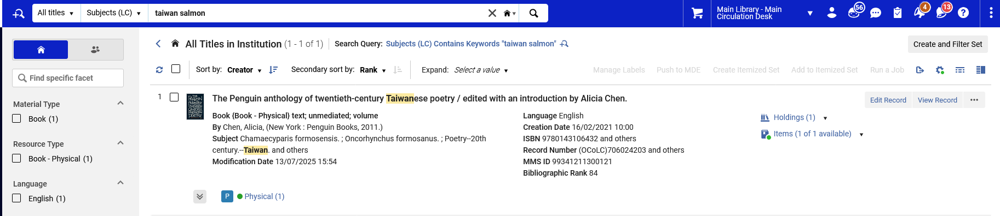 All titles Subjects (LC) taiwan salmon
Main Library - Main
Circulation Desk
56 4 13
All Titles in Institution (1 - 1 of 1) Search Query: Subjects (LC) Contains Keywords "taiwan salmon"
Create and Filter Set
Sort by: Creator Secondary sort by: Rank Expand: Select a value
Manage Labels Push to MDE Create Itemized Set Add to Itemized Set Run a Job
Find specific facet
Material Type
Book (1)
Resource Type
Book - Physical (1)
Language
English (1)
1 The Penguin anthology of twentieth-century Taiwanese poetry / edited with an introduction by Alicia Chen.
Edit Record View Record
Book {Book - Physical} text; unmediated; volume
By Chen, Alicia, (New York : Penguin Books, 2011.)
Subject Chamaecyparis formosensis. ; Oncorhynchus formosanus. ; Poetry--20th
century.--Taiwan. and others
Modification Date 13/07/2025 15:54
Language English
Creation Date 16/02/2021 10:00
ISBN 9780143106432 and others
Record Number (OCoLC)706024203 and others
MMS ID 99341211300121
Bibliographic Rank 84
Holdings (1)
Items (1 of 1 available)
P Physical (1)